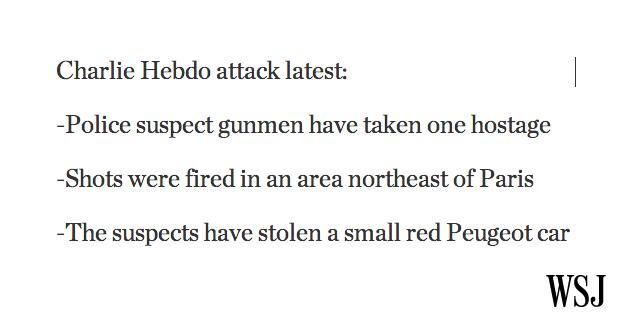 Charlie Hebdo attack latest:
-Police suspect gunmen have taken one hostage
-Shots were fired in an area northeast of Paris
-The suspects have stolen a small red Peugeot car
WSJ